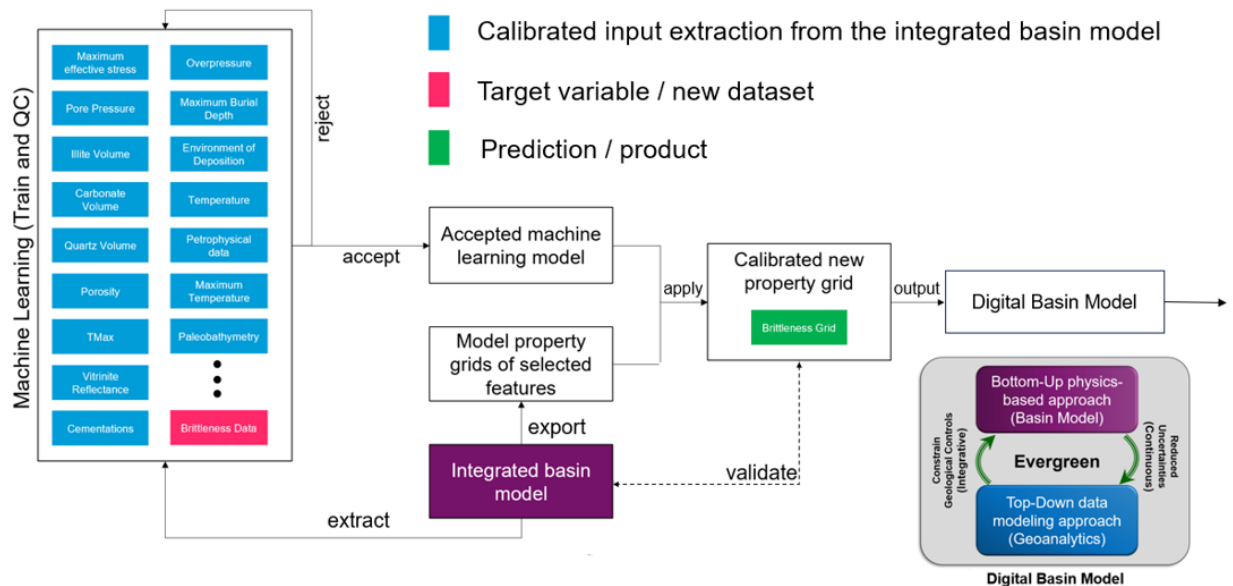 Machine Learning (Train and QC)
Maximum
effective stress
Overpressure
Pore Pressure
Maximum Burial
Depth
Illite Volume
Environment of
Deposition
Carbonate
Volume
Temperature
Quartz Volume
Petrophysical
data
Porosity
Maximum
Temperature
TMax
Paleobathymetry
Vitrinite
Reflectance
Cementations
Brittleness Data
reject
Calibrated input extraction from the integrated basin model
Target variable / new dataset
Prediction / product
accept
Accepted machine
learning model
Model property
grids of selected
features
apply
Calibrated new
property grid
Brittleness Grid
output
Digital Basin Model
export
Integrated basin
model
extract
validate
Bottom-Up physics-
based approach
(Basin Model)
Constrain
Geological Controls
(Integrative)
Evergreen
Reduced
Uncertainties
(Continuous)
Top-Down data
modeling approach
(Geoanalytics)
Digital Basin Model